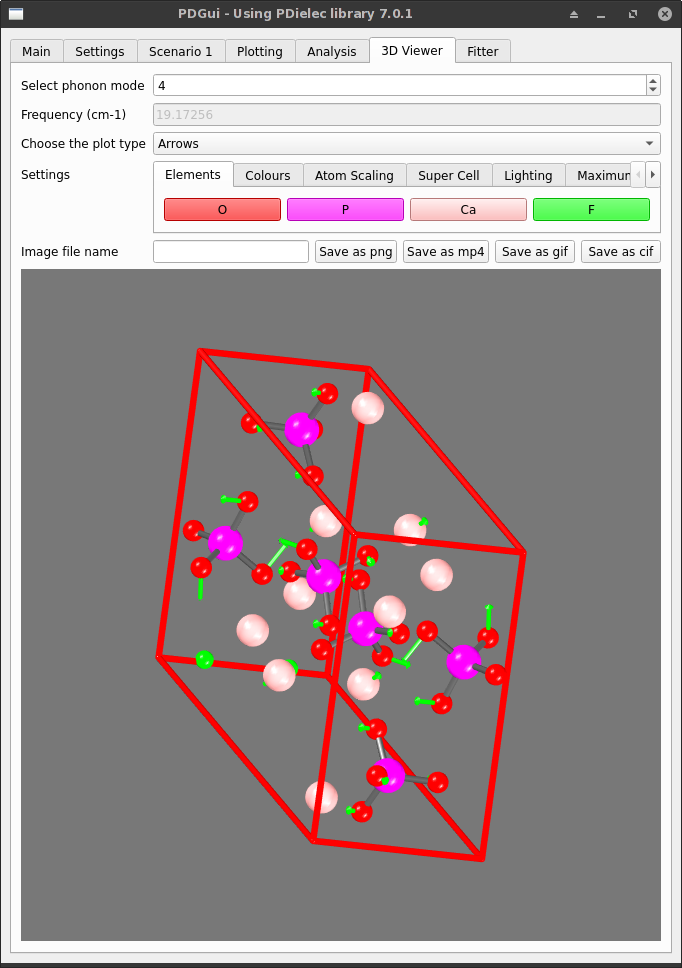 PDGui - Using PDielec library 7.0.1
Main Settings Scenario 1 Plotting Analysis 3D Viewer Fitter
Select phonon mode 4
Frequency (cm-1) 19.17256
Choose the plot type Arrows
Settings Elements Colours Atom Scaling Super Cell Lighting Maximum
O P Ca F
Image file name Save as png Save as mp4 Save as gif Save as cif